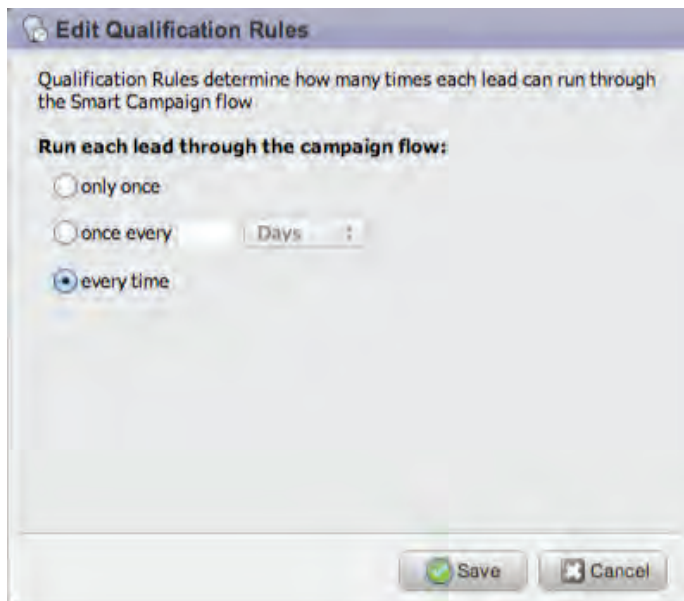 Edit Qualification Rules
Qualification Rules determine how many times each lead can run through
the Smart Campaign flow
Run each lead through the campaign flow:
only once
once every Days
every time
Save Cancel